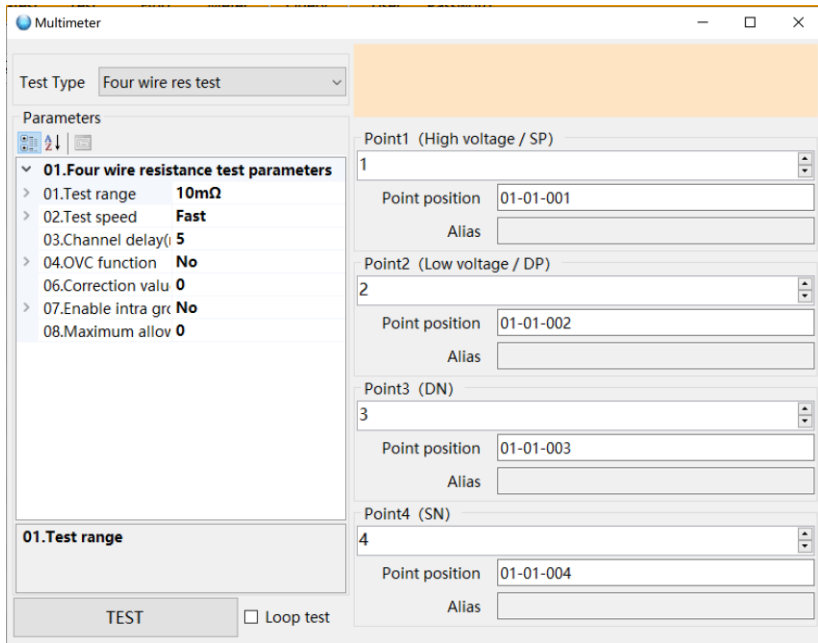 Multimeter
Test Type Four wire res test
Parameters
01.Four wire resistance test parameters
01.Test range 10mΩ
02.Test speed Fast
03.Channel delay( 5
04.OVC function No
06.Correction valu 0
07.Enable intra gro No
08.Maximum allow 0
01.Test range
TEST Loop test
Point1 (High voltage / SP)
1
Point position 01-01-001
Alias
Point2 (Low voltage / DP)
2
Point position 01-01-002
Alias
Point3 (DN)
3
Point position 01-01-003
Alias
Point4 (SN)
4
Point position 01-01-004
Alias